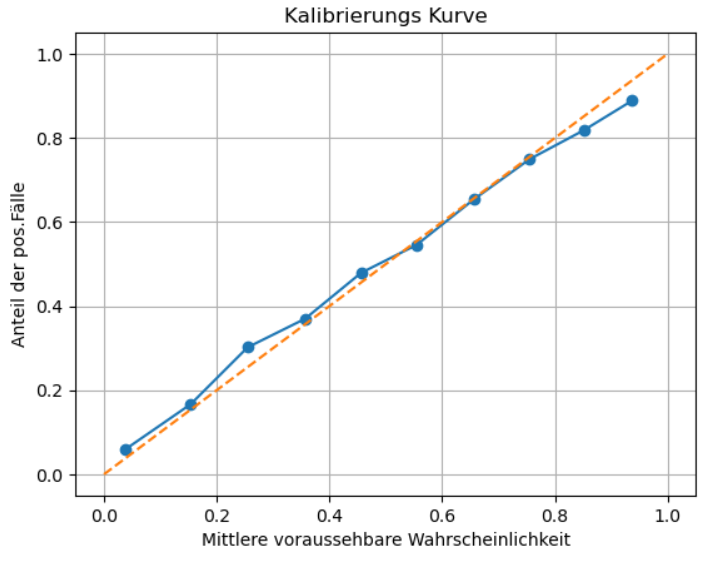 Kalibrierungs Kurve
Anteil der pos.Fälle
1.0
0.8
0.6
0.4
0.2
0.0
0.0 0.2 0.4 0.6 0.8 1.0
Mittlere voraussehbare Wahrscheinlichkeit